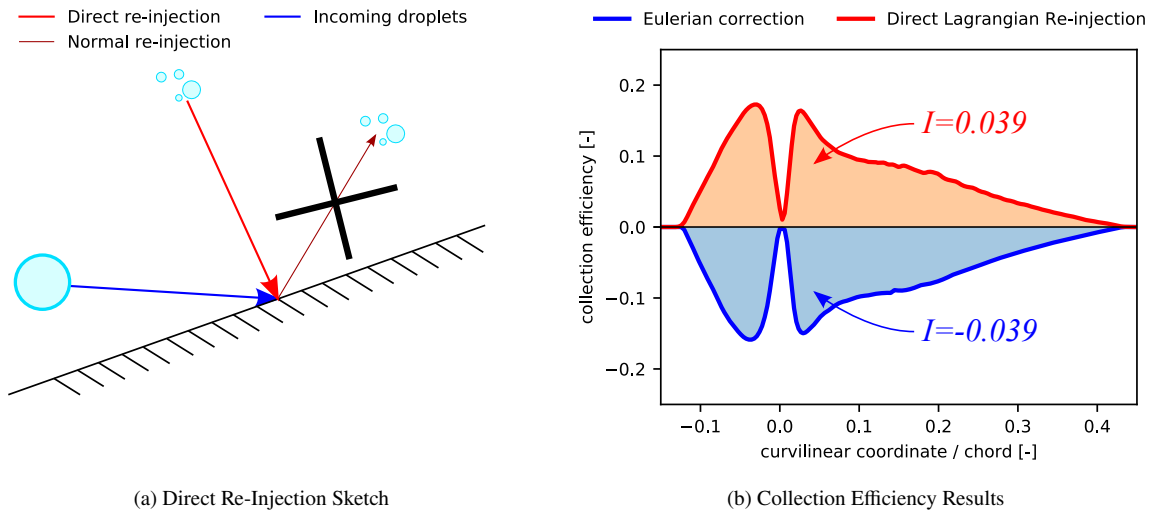 Direct re-injection
Incoming droplets
Normal re-injection
(a) Direct Re-Injection Sketch
Eulerian correction
Direct Lagrangian Re-injection
0.2
0.1
0.0
−0.1
−0.2
collection efficiency [-]
I=0.039
I=-0.039
−0.1 0.0 0.1 0.2 0.3 0.4
curvilinear coordinate / chord [-]
(b) Collection Efficiency Results